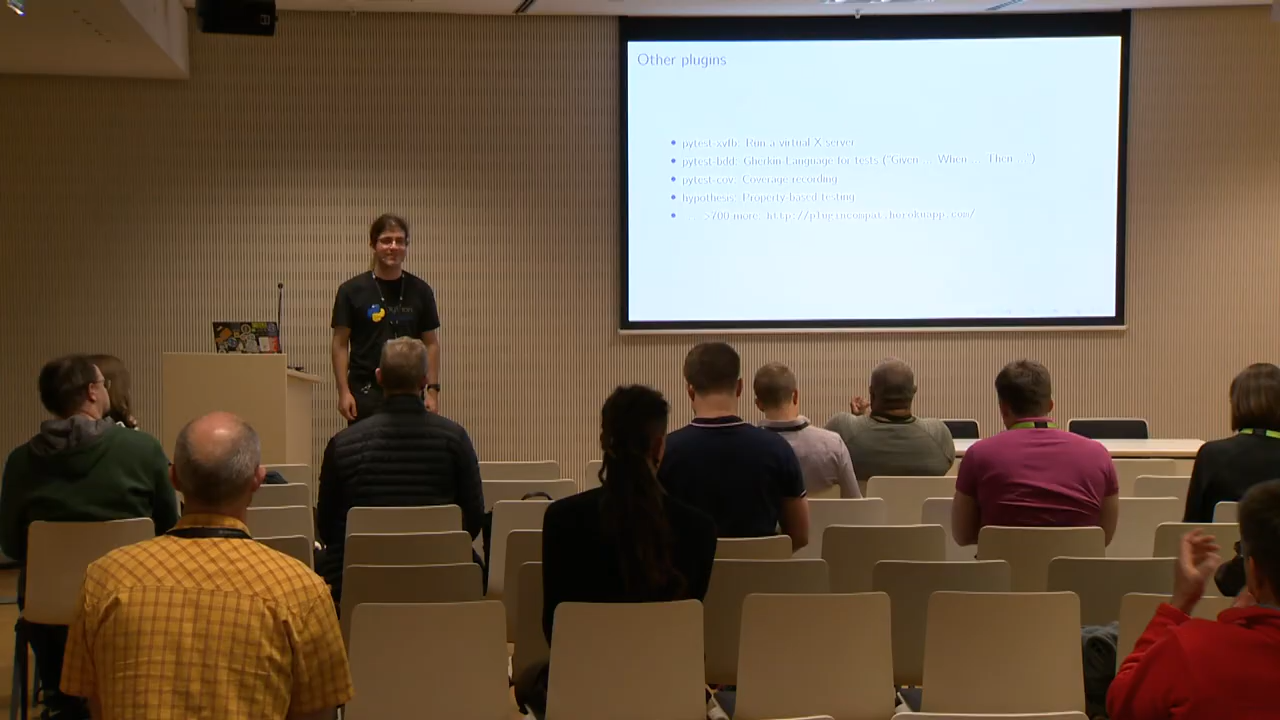 Other plugins
• pytest-xvfb: Run a virtual X server
• pytest-bdd: Gherkin-Language for tests ("Given ... When ... Then ...")
• pytest-cov: Coverage recording
• hypothesis: Property-based testing
• ... >700 more: http://plugincompat.herokuapp.com/